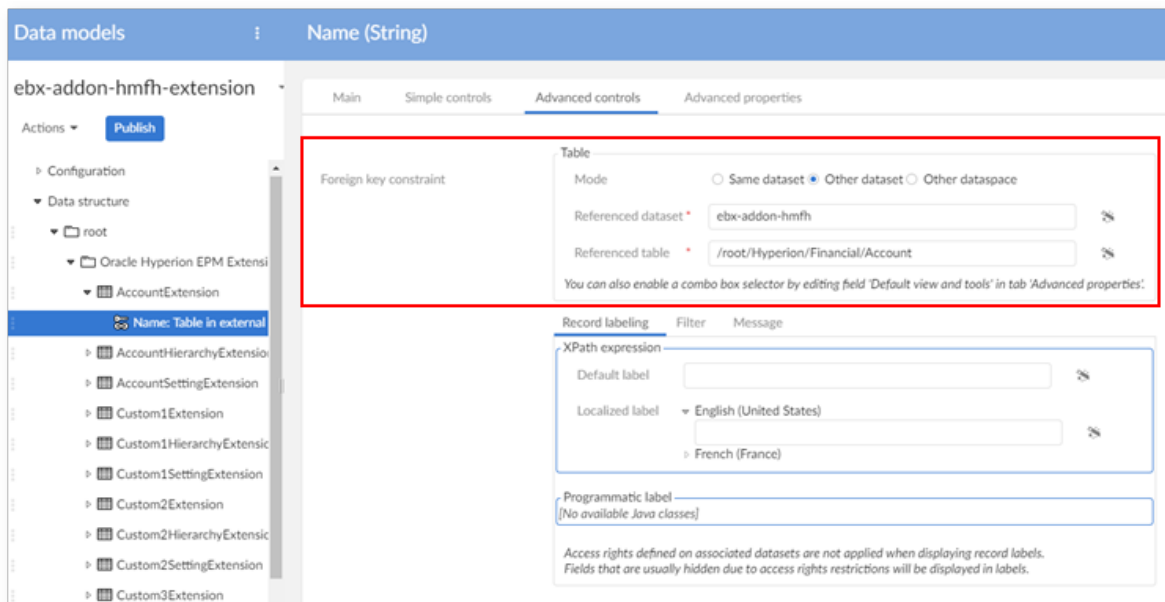 Data models
Name (String)
ebx-addon-hmfh-extension
Actions
Publish
Configuration
Data structure
root
Oracle Hyperion EPM Extensi
AccountExtension
Name: Table in external
AccountHierarchyExtension
AccountSettingExtension
Custom1Extension
Custom1HierarchyExtensic
Custom1SettingExtension
Custom2Extension
Custom2HierarchyExtensic
Custom2SettingExtension
Custom3Extension
Main Simple controls Advanced controls Advanced properties
Foreign key constraint
Table
Mode Same dataset Other dataset Other dataspace
Referenced dataset * ebx-addon-hmfh
Referenced table * /root/Hyperion/Financial/Account
You can also enable a combo box selector by editing field 'Default view and tools' in tab 'Advanced properties'.
Record labeling Filter Message
XPath expression
Default label
Localized label English (United States)
French (France)
Programmatic label
[No available Java classes]
Access rights defined on associated datasets are not applied when displaying record labels.
Fields that are usually hidden due to access rights restrictions will be displayed in labels.